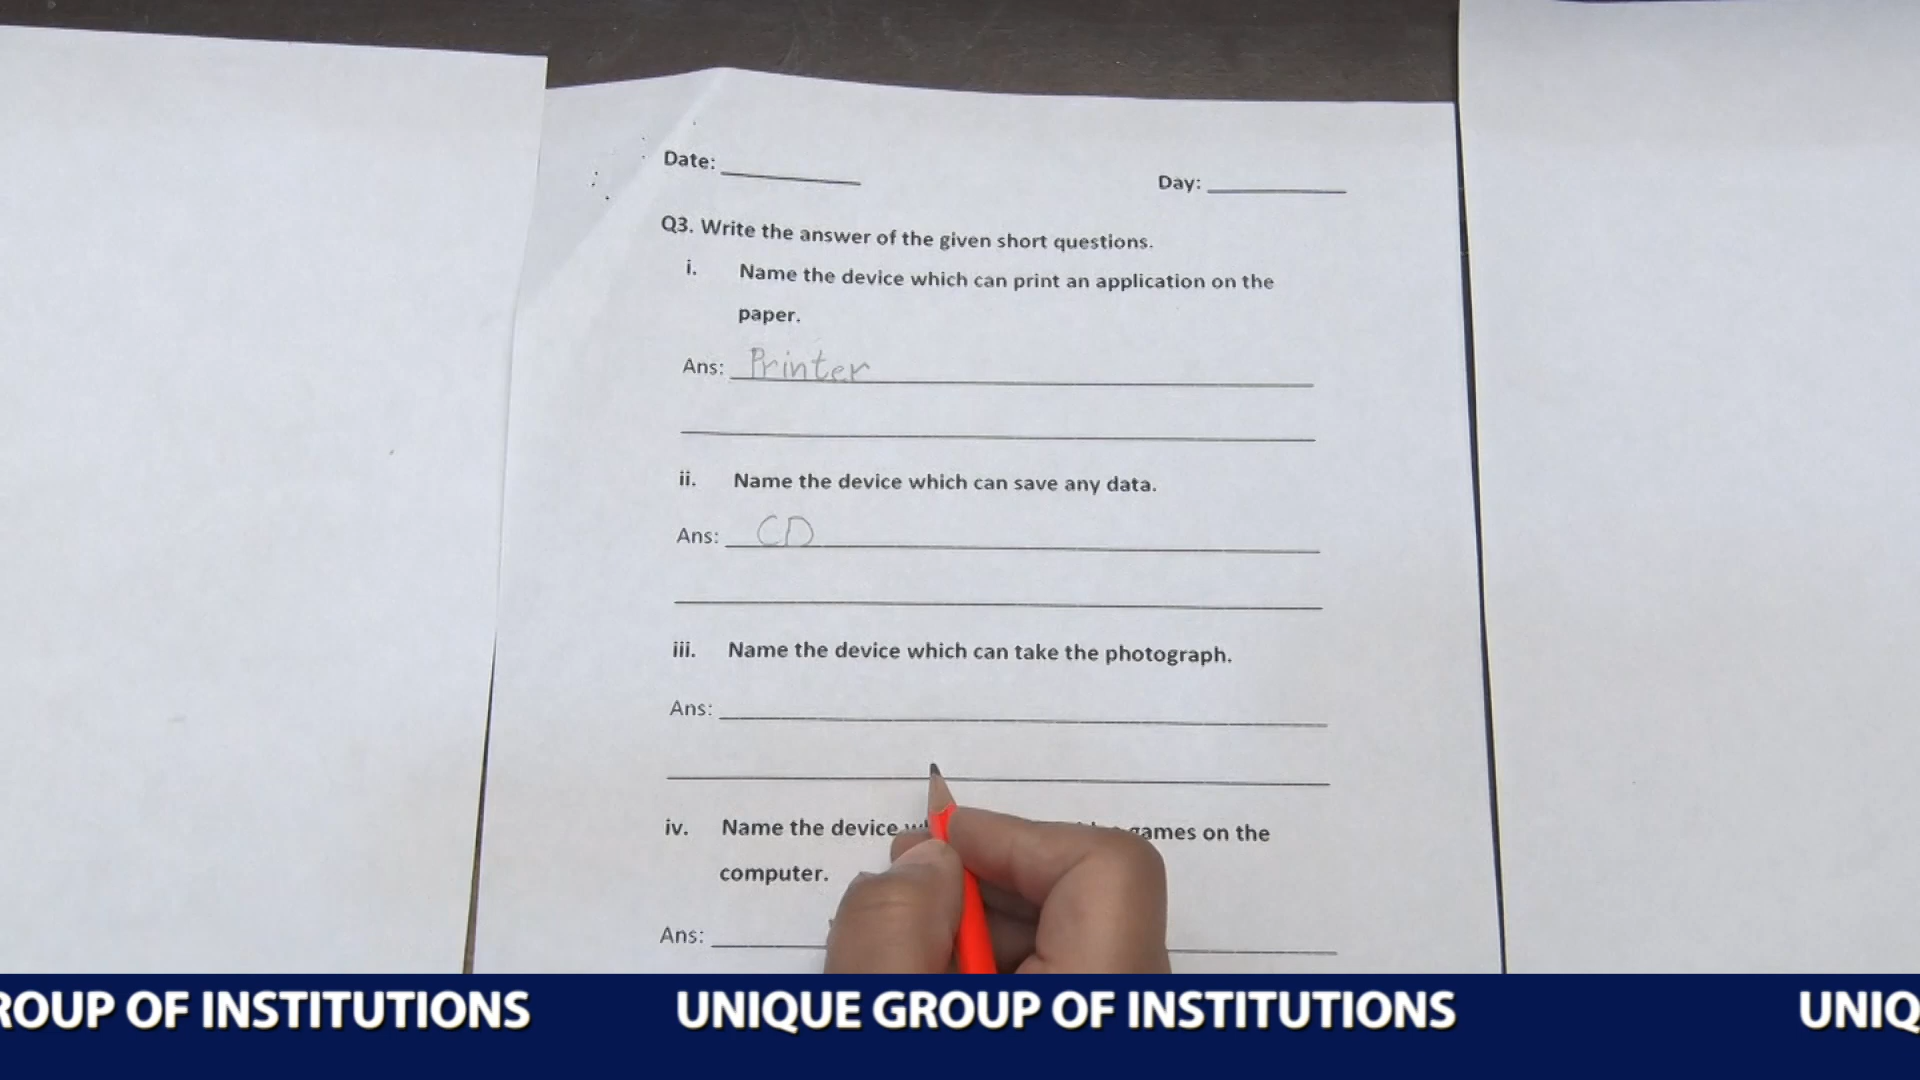 Date: ___________
Day: ___________
Q3. Write the answer of the given short questions.
i. Name the device which can print an application on the
paper.
Ans: Printer
ii. Name the device which can save any data.
Ans: CD
iii. Name the device which can take the photograph.
Ans:
iv. Name the device games on the
computer.
Ans:
ROUP OF INSTITUTIONS UNIQUE GROUP OF INSTITUTIONS UNIQ